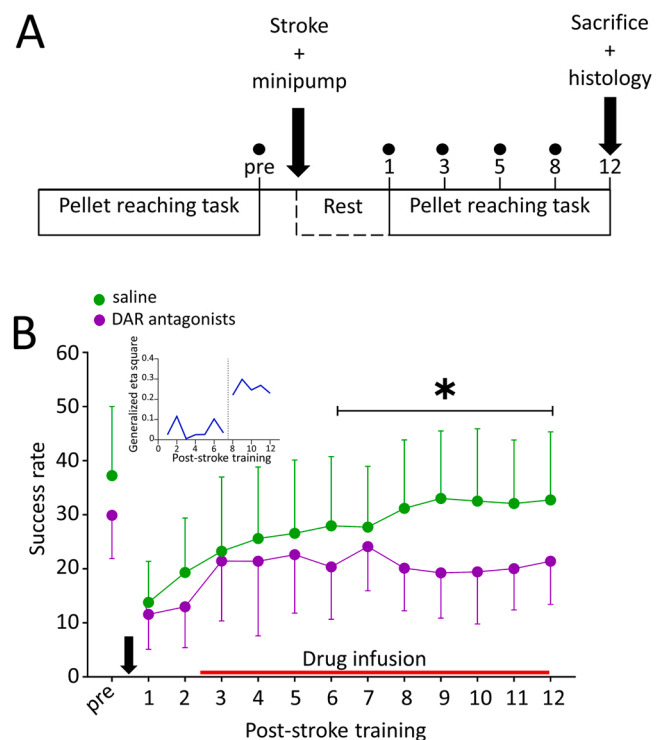 A
Stroke
+
minipump
Sacrifice
+
histology
pre
1 3 5 8 12
Pellet reaching task
Rest
Pellet reaching task
saline
DAR antagonists
B
60
50
40
30
20
10
0
Success rate
Generalized eta square
0.4
0.3
0.2
0.1
0
0 2 4 6 8 10 12
Post-stroke training
*
Drug infusion
pre 1 2 3 4 5 6 7 8 9 10 11 12
Post-stroke training